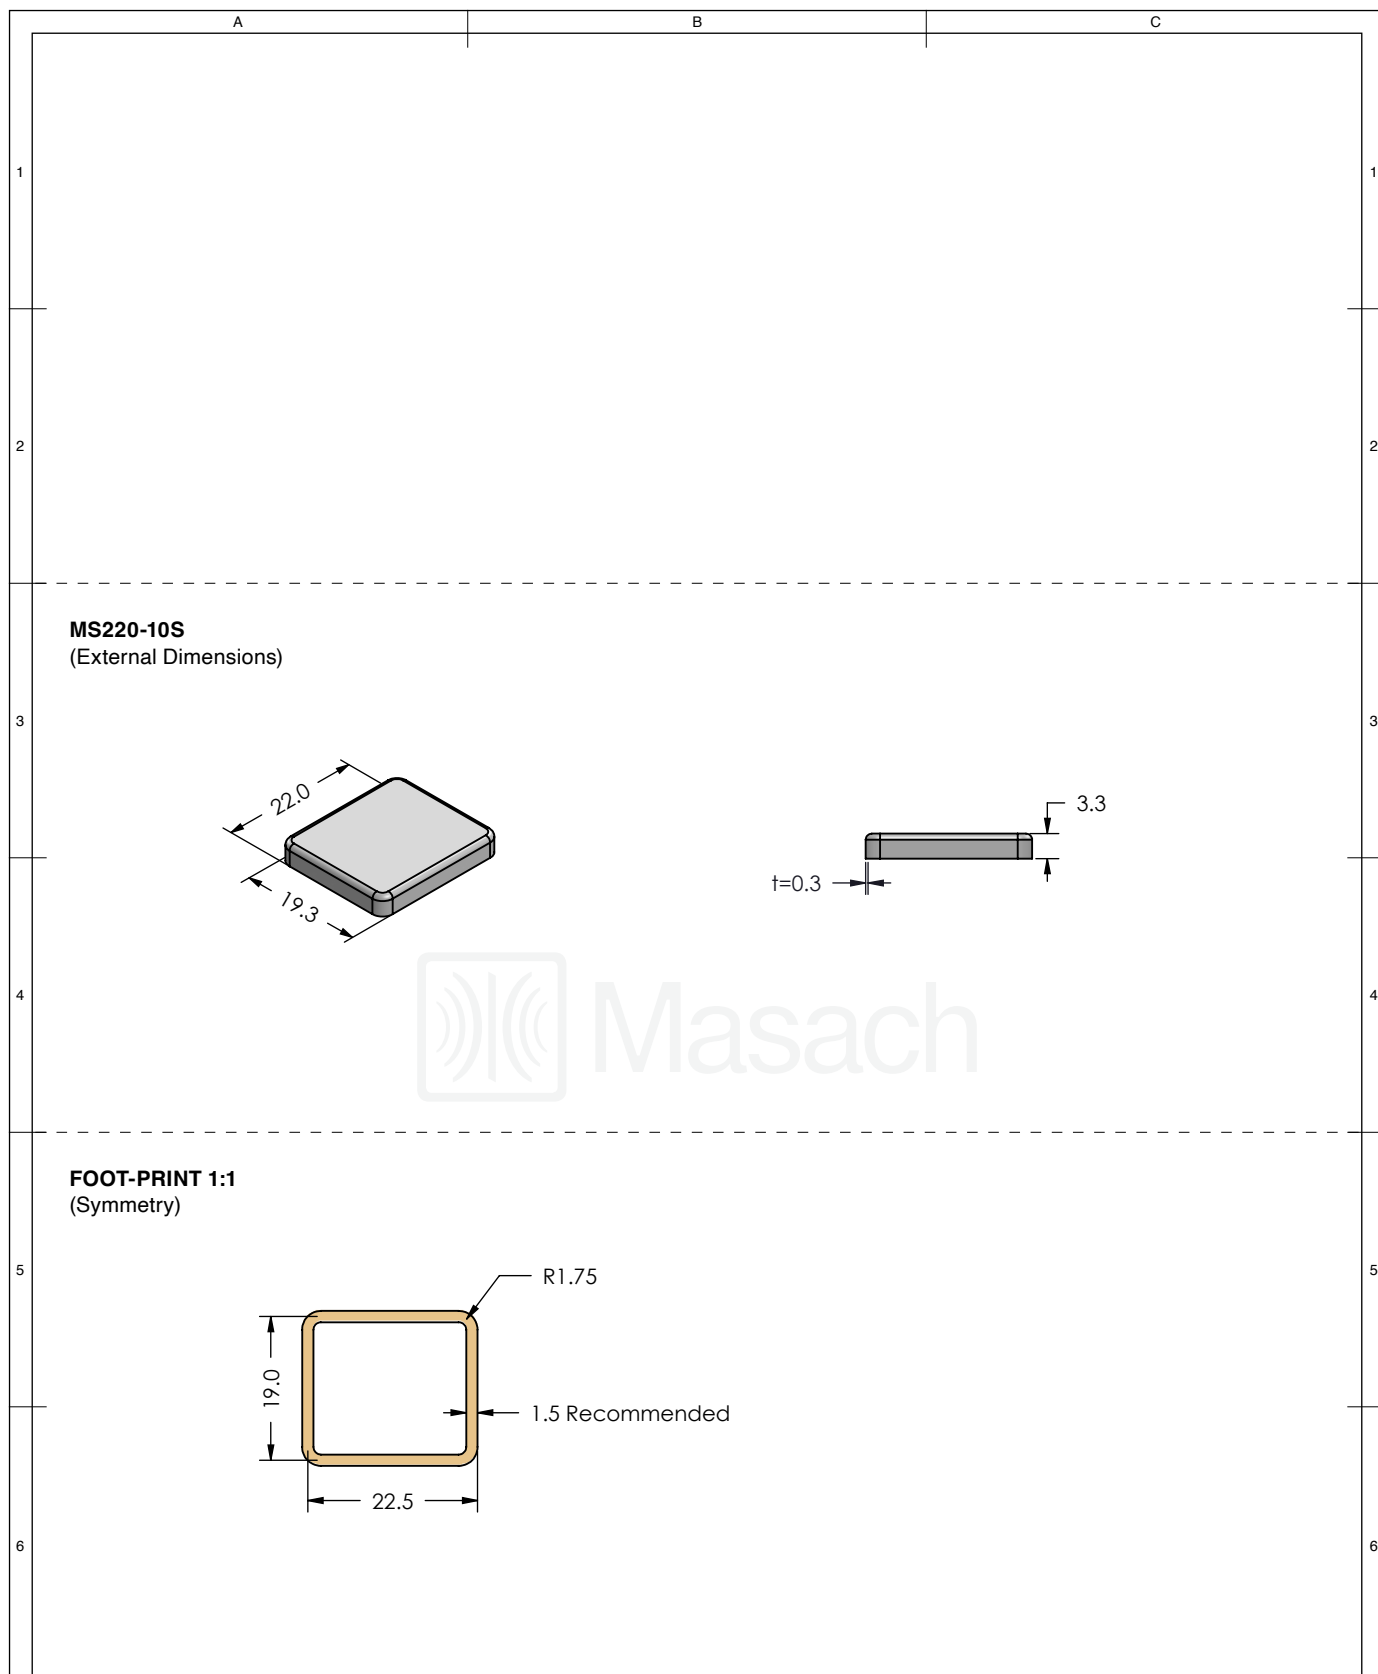 A B C
1 1
2 2
MS220-10S
(External Dimensions)
3 3
22.0
19.3
3.3
t=0.3
Masach
4 4
FOOT-PRINT 1:1
(Symmetry)
5 5
R1.75
19.0
1.5 Recommended
22.5
6 6